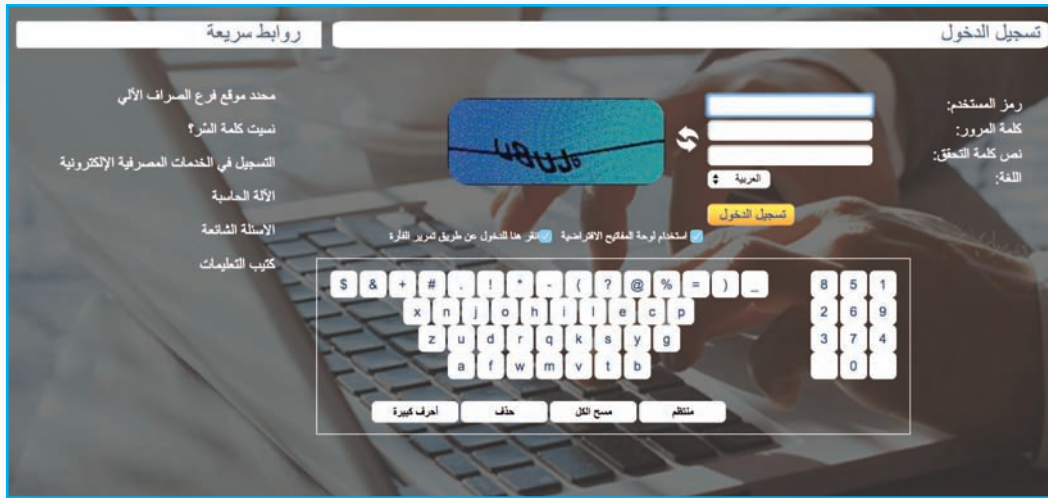 تسجيل الدخول
رمز المستخدم:
كلمة المرور:
نص كلمة التحقق:
اللغة:
العربية
تسجيل الدخول
استخدام لوحة المفاتيح الافتراضية
انقر هنا للدخول عن طريق تمرير الفأرة
$ & + # . ! * - ( ? @ % = ) _
x n j o h i l e c p
z u d r q k s y g
a f w m v t b
8 5 1
2 6 9
3 7 4
0
منتظم
مسح الكل
حذف
أحرف كبيرة
روابط سريعة
محدد موقع فرع الصراف الآلي
نسيت كلمة السّر؟
التسجيل في الخدمات المصرفية الإلكترونية
الآلة الحاسبة
الاسئلة الشائعة
كتيب التعليمات